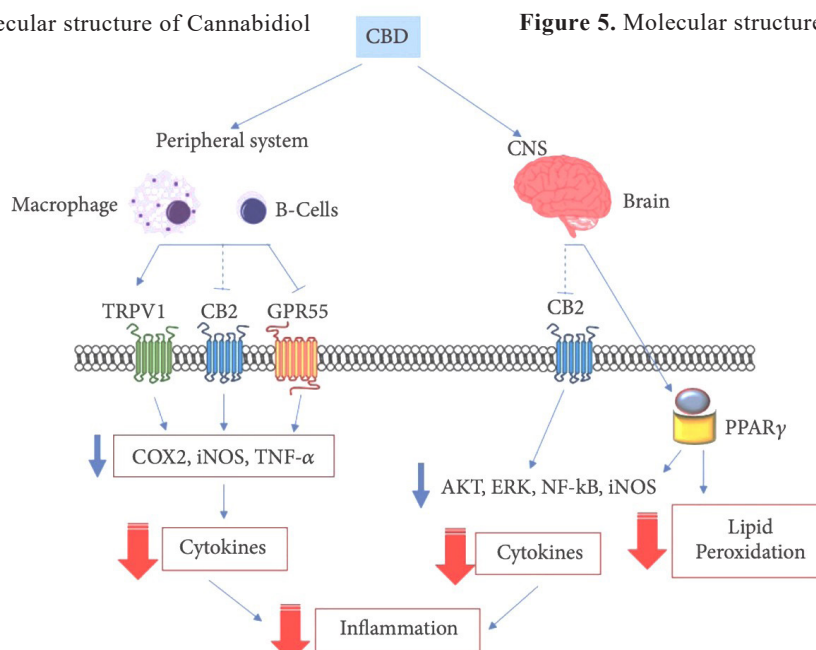 ecular structure of Cannabidiol
Figure 5. Molecular structure
CBD
Peripheral system
CNS
Macrophage
B-Cells
Brain
TRPV1
CB2
GPR55
CB2
PPARγ
COX2, iNOS, TNF-α
AKT, ERK, NF-kB, iNOS
Cytokines
Cytokines
Lipid
Peroxidation
Inflammation